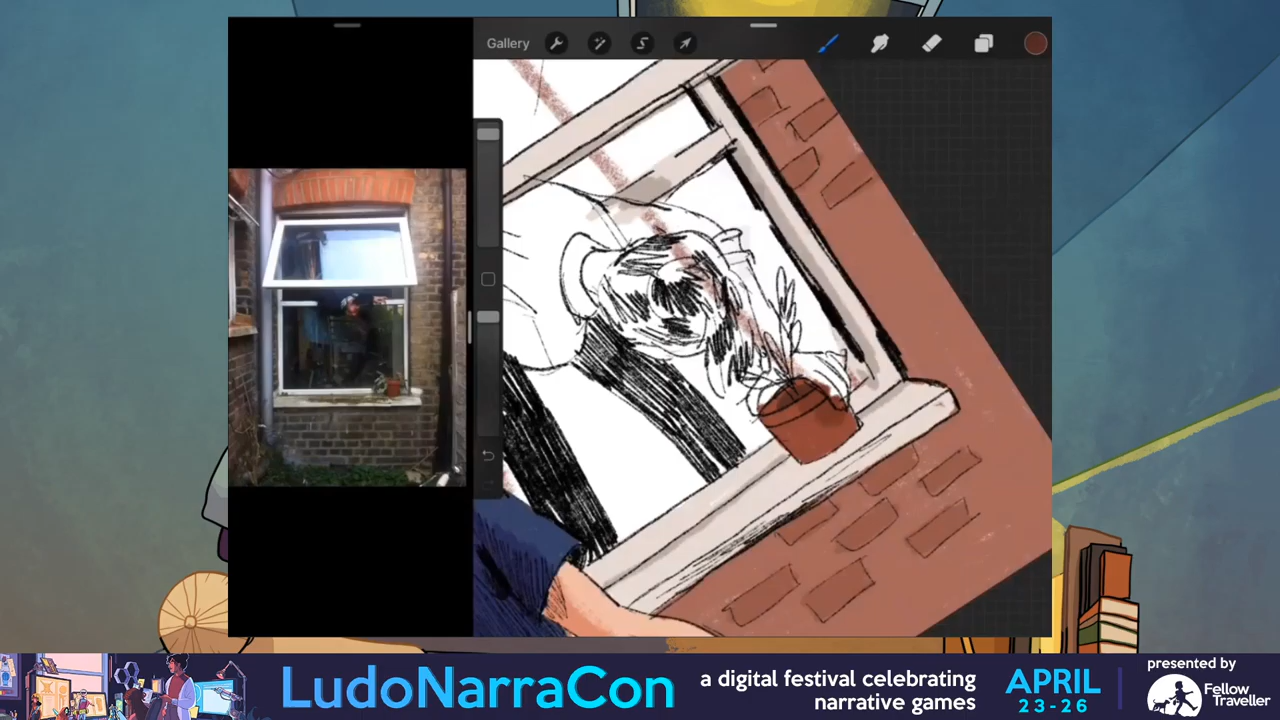 Gallery
LudoNarraCon
a digital festival celebrating
narrative games
APRIL
23-26
presented by
Fellow
Traveller